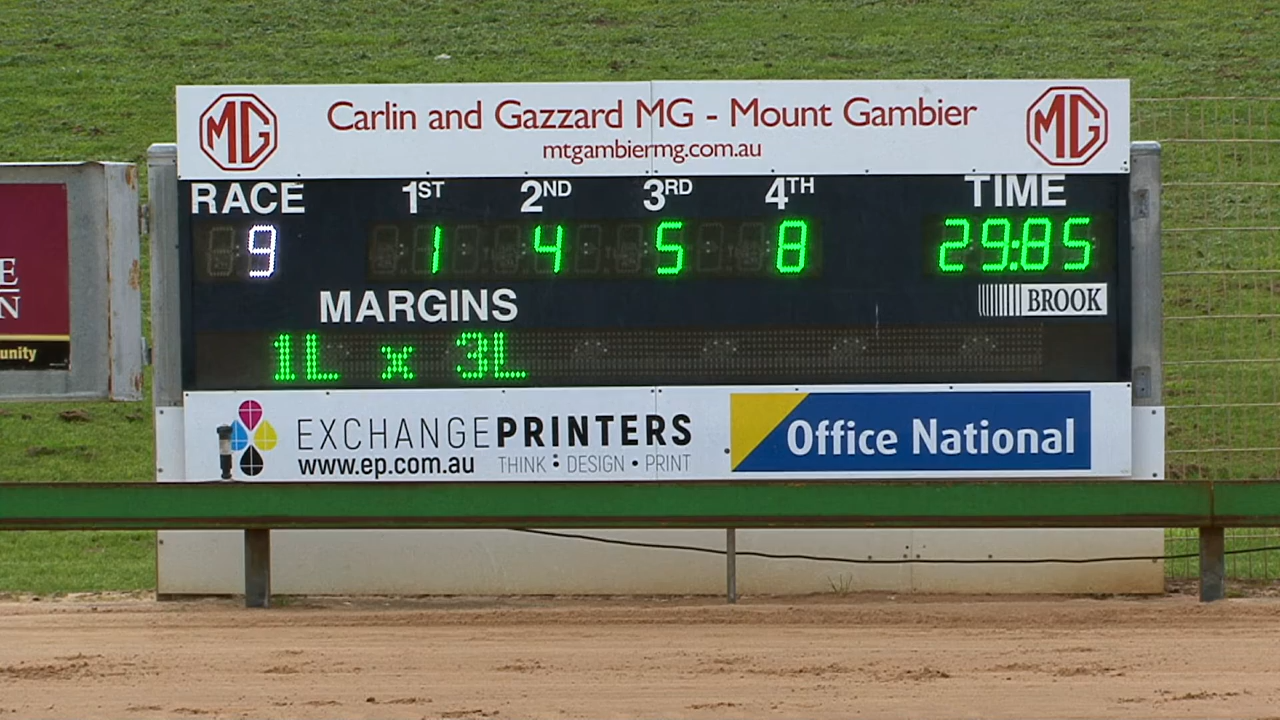 MG Carlin and Gazzard MG - Mount Gambier MG
mtgambiermg.com.au
RACE 1ST 2ND 3RD 4TH TIME
9 1 4 5 8 29:85
MARGINS BROOK
1L x 3L
E
N
unity
EXCHANGEPRINTERS
www.ep.com.au THINK : DESIGN • PRINT
Office National